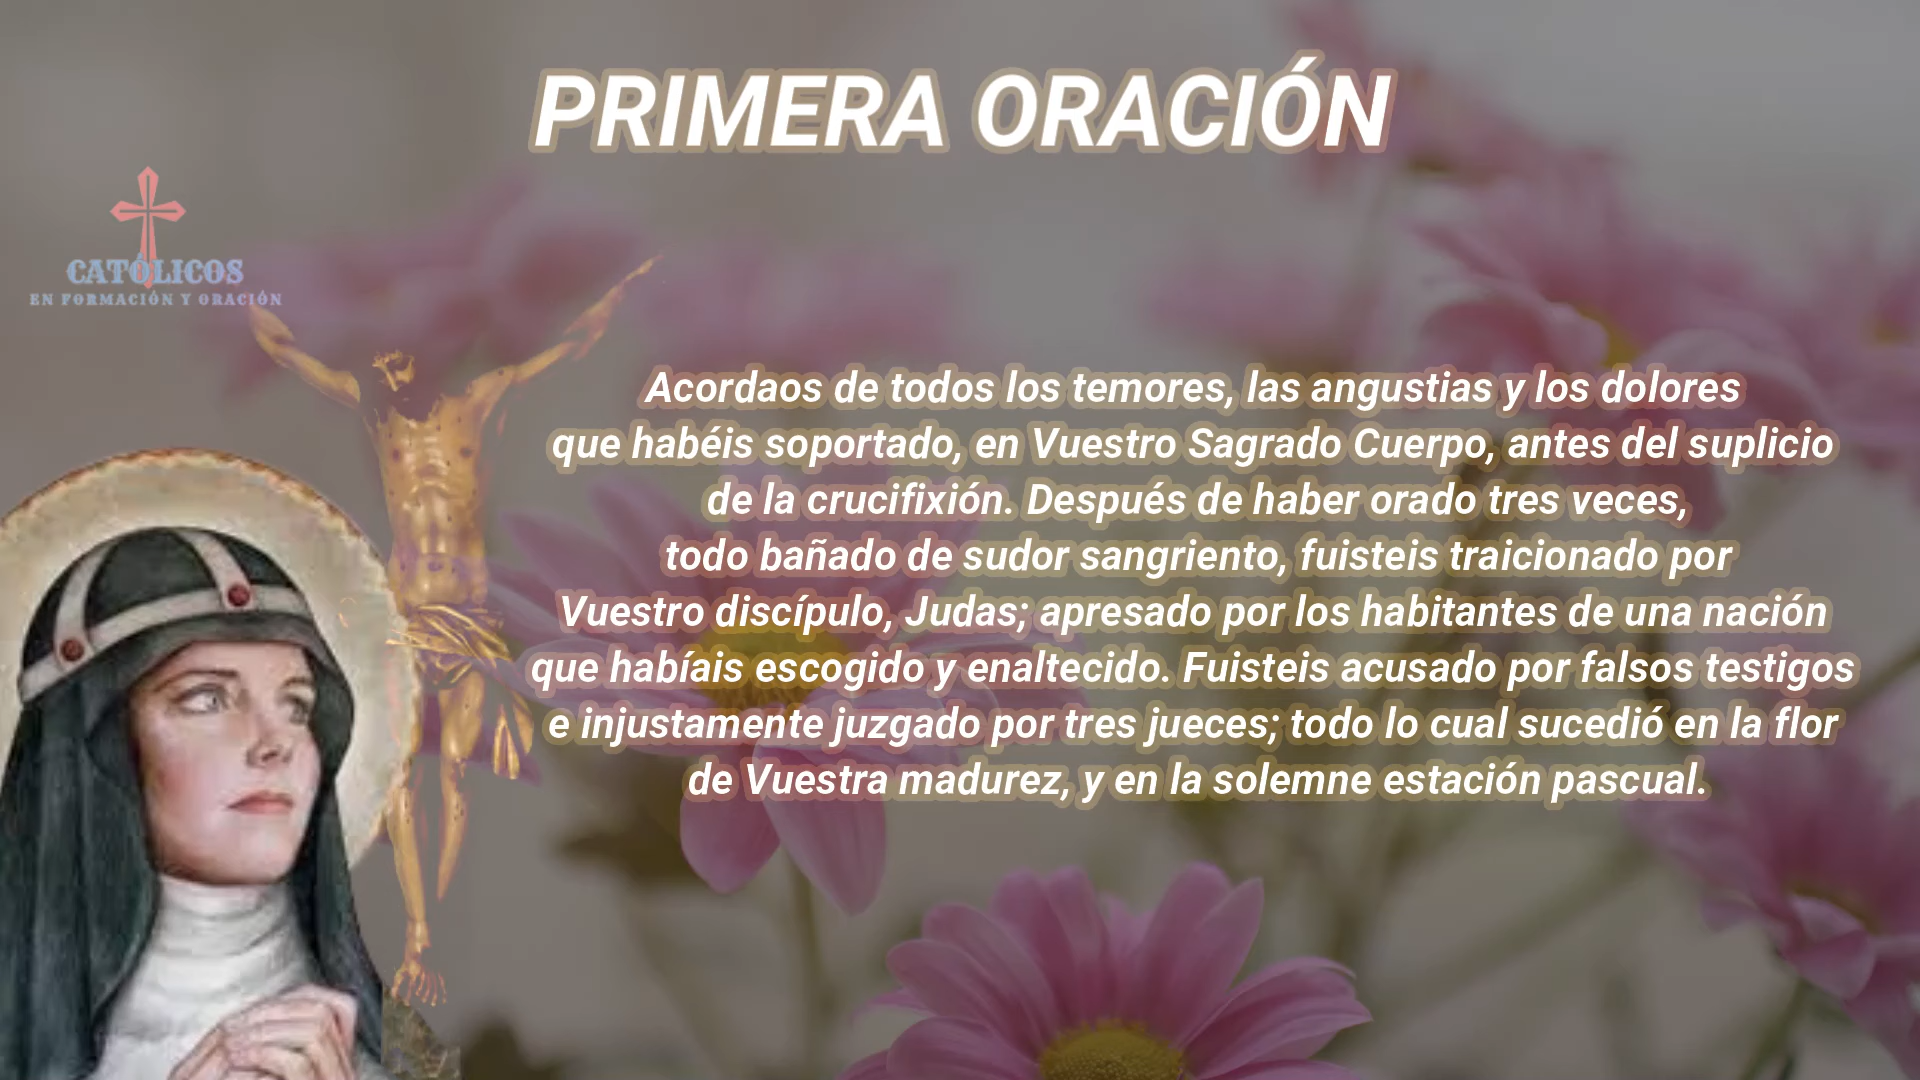 PRIMERA ORACIÓN
CATÓLICOS
EN FORMACIÓN Y ORACIÓN
Acordaos de todos los temores, las angustias y los dolores
que habéis soportado, en Vuestro Sagrado Cuerpo, antes del suplicio
de la crucifixión. Después de haber orado tres veces,
todo bañado de sudor sangriento, fuisteis traicionado por
Vuestro discípulo, Judas; apresado por los habitantes de una nación
que habíais escogido y enaltecido. Fuisteis acusado por falsos testigos
e injustamente juzgado por tres jueces; todo lo cual sucedió en la flor
de Vuestra madurez, y en la solemne estación pascual.